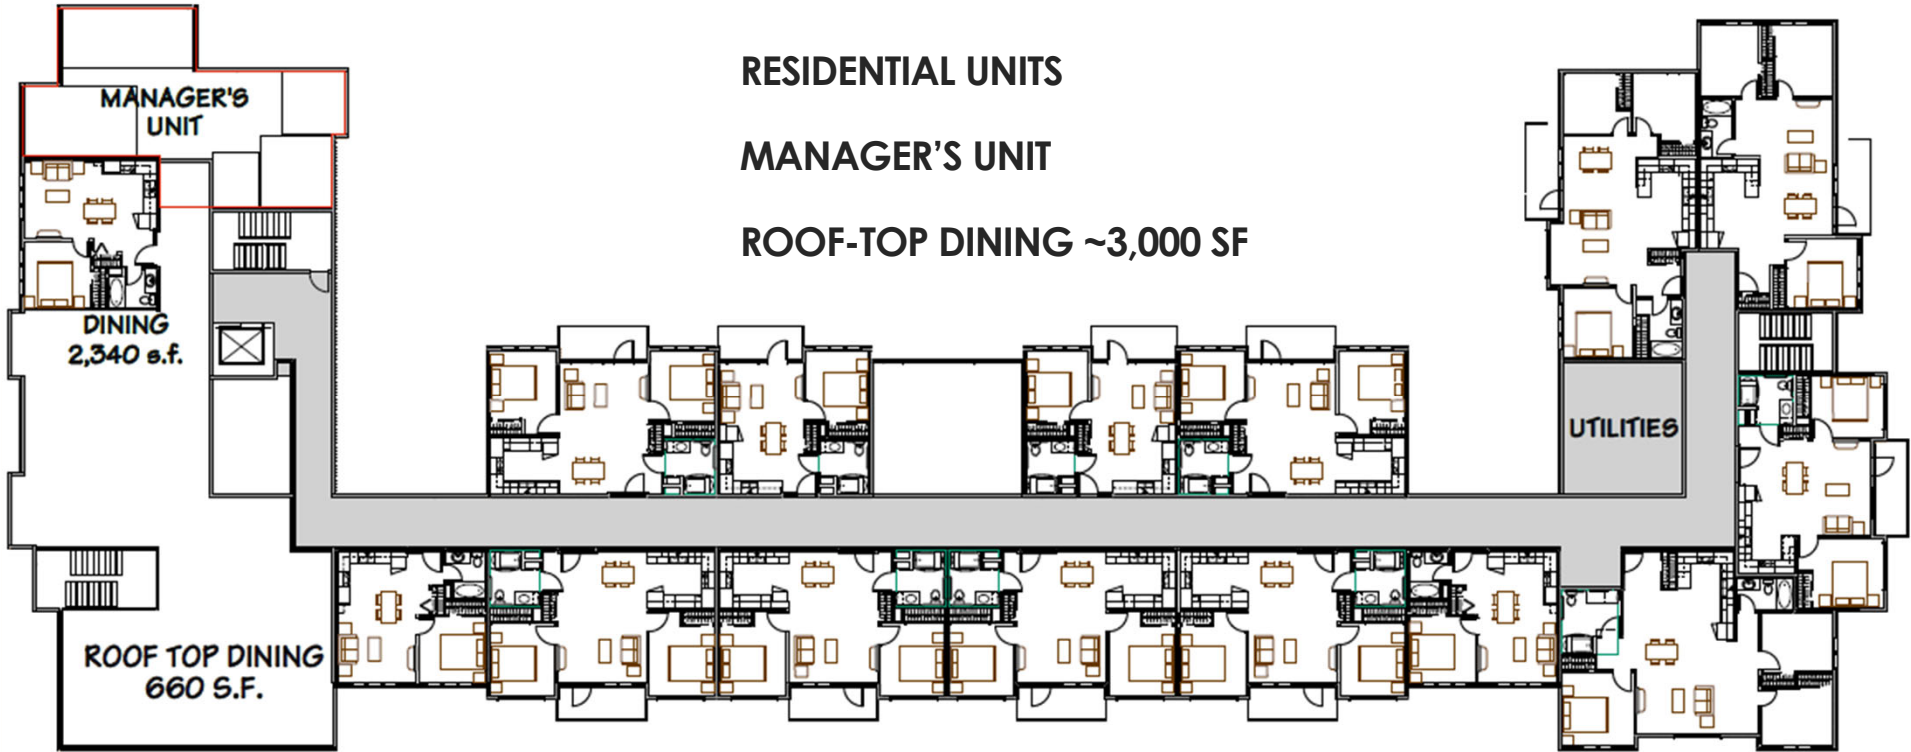 RESIDENTIAL UNITS
MANAGER'S UNIT
ROOF-TOP DINING ~3,000 SF
MANAGER'S
UNIT
DINING
2,340 s.f.
UTILITIES
ROOF TOP DINING
660 S.F.